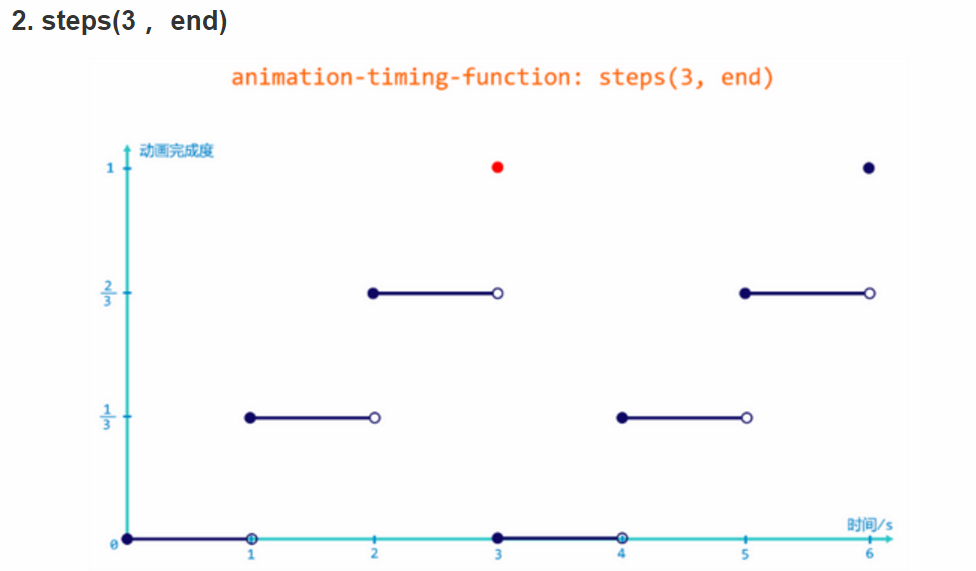 2. steps(3 ， end)
animation-timing-function: steps(3, end)
动画完成度
1
2
3
1
3
时间/s
0
1 2 3 4 5 6